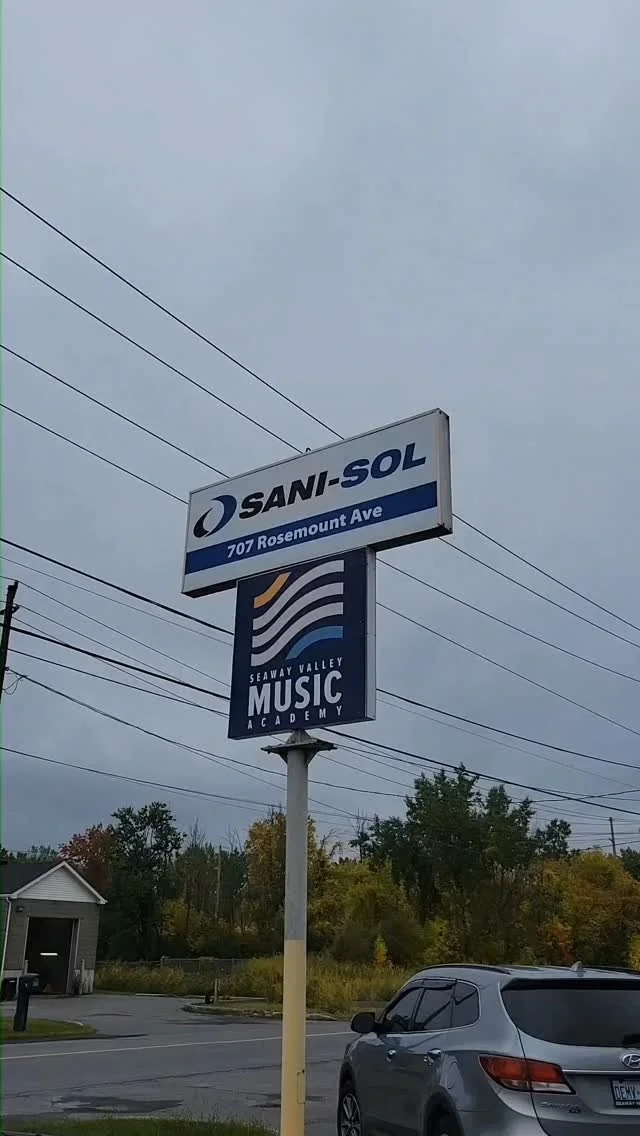 SANI-SOL
707 Rosemount Ave
SEAWAY VALLEY
MUSIC
ACADEMY